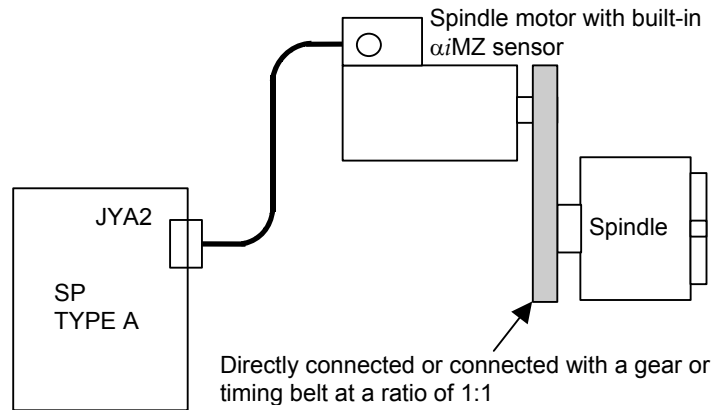 Spindle motor with built-in
αiMZ sensor
JYA2
Spindle
SP
TYPE A
Directly connected or connected with a gear or
timing belt at a ratio of 1:1